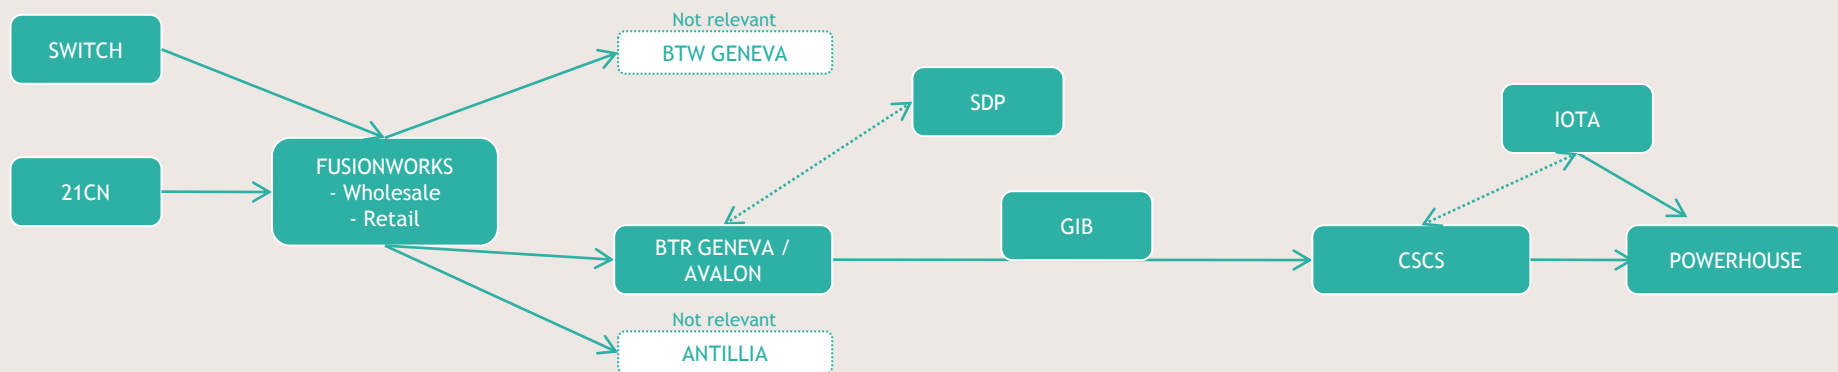 SWITCH
21CN
FUSIONWORKS
- Wholesale
- Retail
Not relevant
BTW GENEVA
BTR GENEVA /
AVALON
Not relevant
ANTILLIA
SDP
GIB
CSCS
IOTA
POWERHOUSE